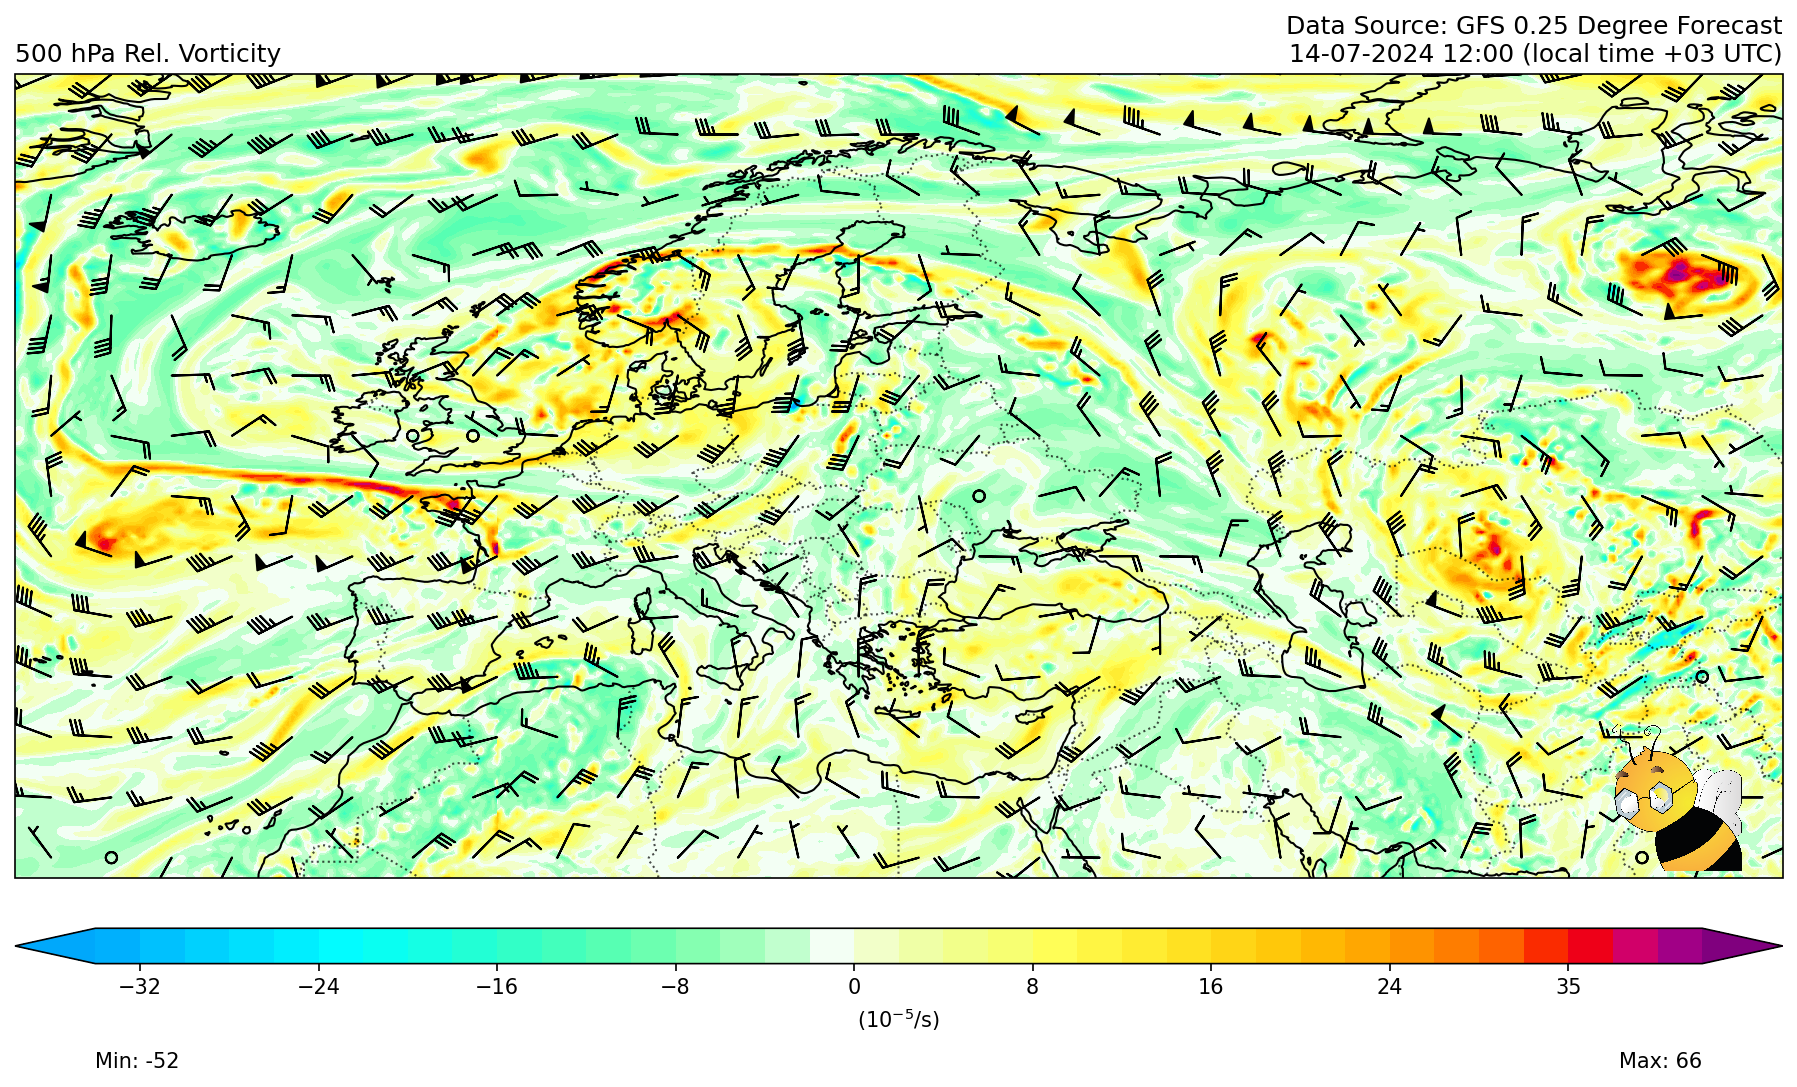 Data Source: GFS 0.25 Degree Forecast
500 hPa Rel. Vorticity
14-07-2024 12:00 (local time +03 UTC)
−32 −24 −16 −8 0 8 16 24 35
(10⁻⁵/s)
Min: -52
Max: 66